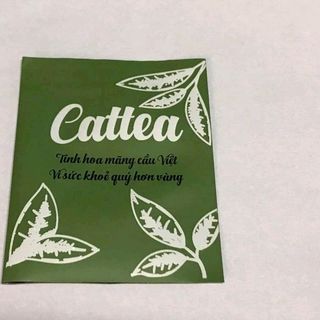 Cattea
Tinh hoa mãng cầu Việt
Vì sức khoẻ quý hơn vàng